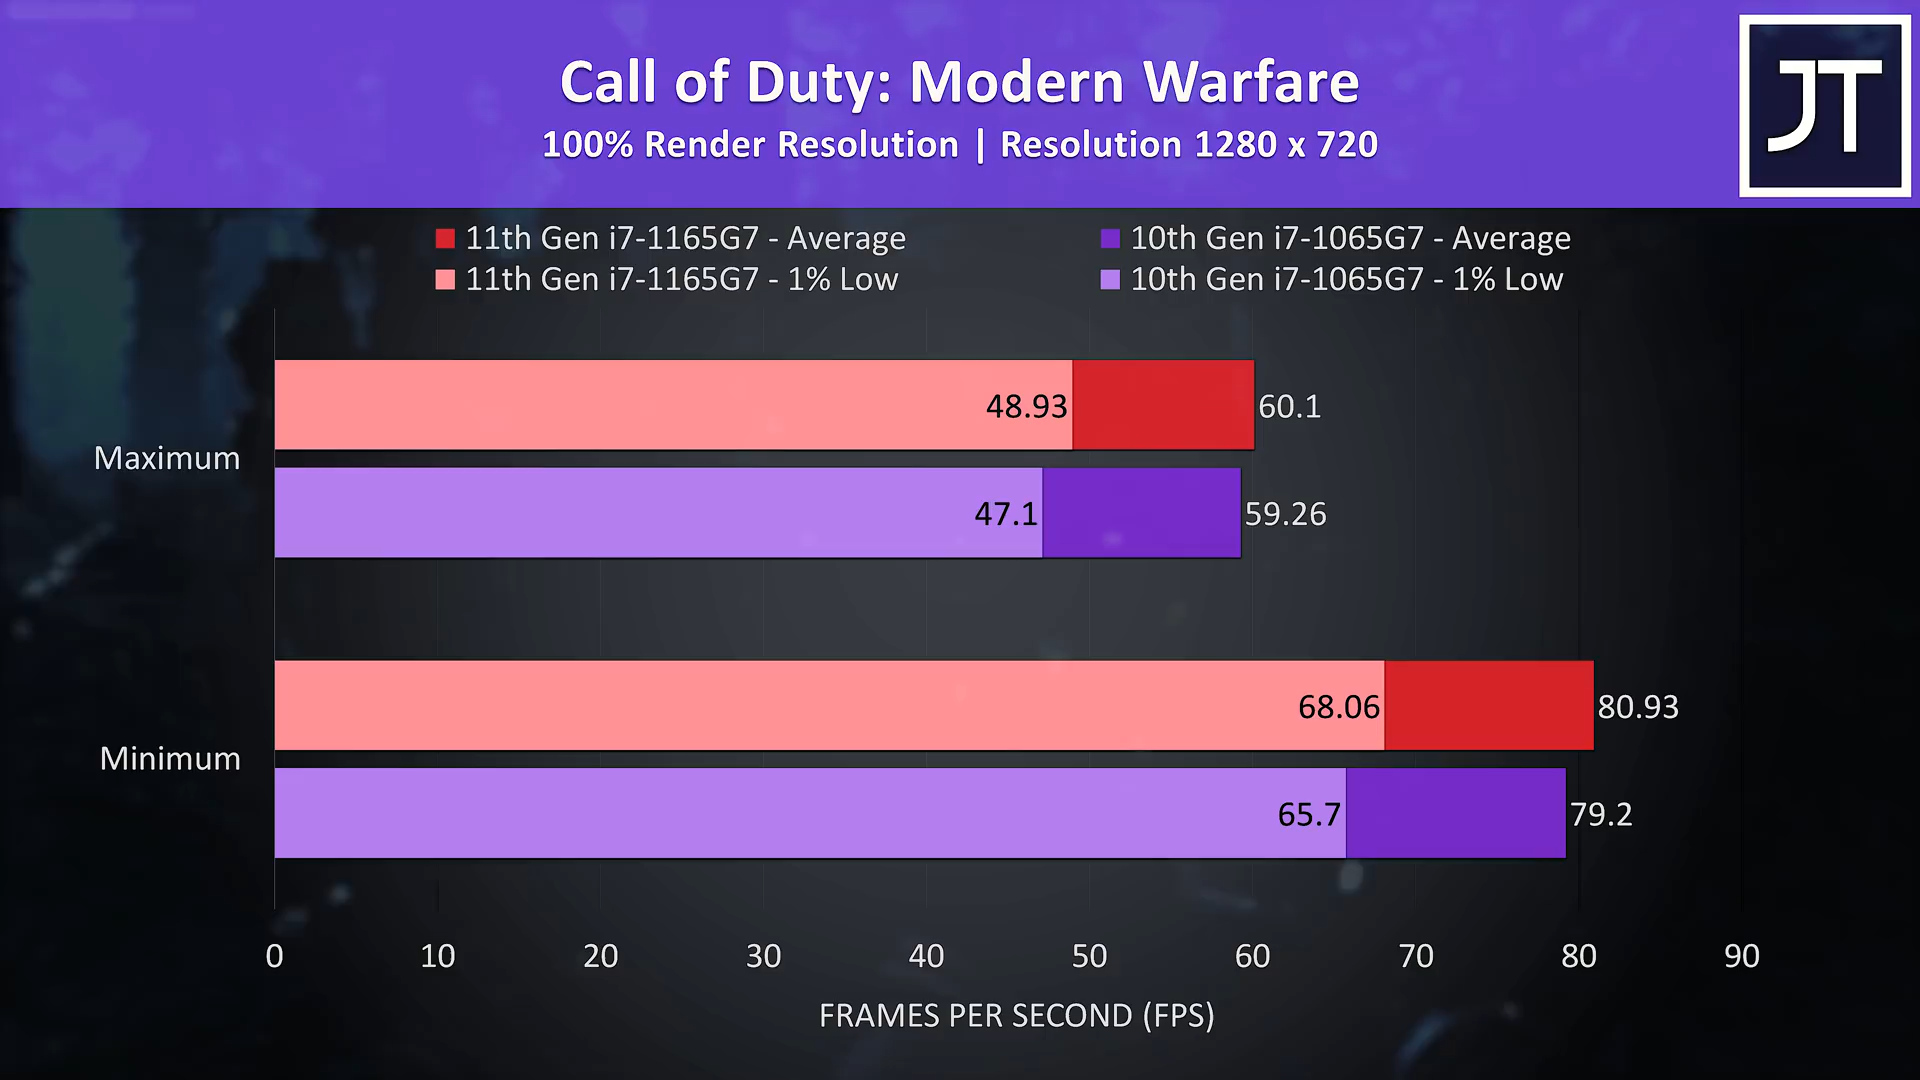 Call of Duty: Modern Warfare
100% Render Resolution | Resolution 1280 x 720
JT
11th Gen i7-1165G7 - Average
10th Gen i7-1065G7 - Average
11th Gen i7-1165G7 - 1% Low
10th Gen i7-1065G7 - 1% Low
Maximum
48.93
60.1
47.1
59.26
Minimum
68.06
80.93
65.7
79.2
0 10 20 30 40 50 60 70 80 90
FRAMES PER SECOND (FPS)